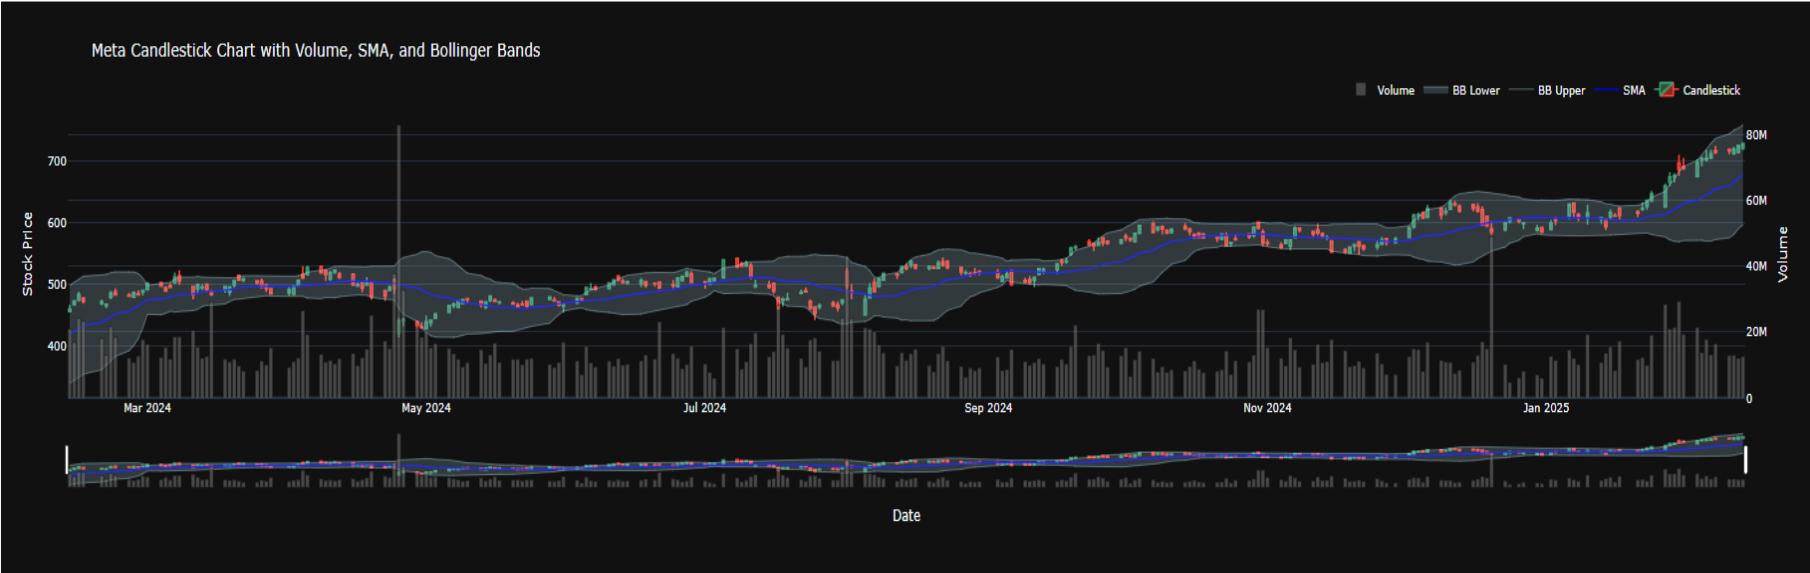 Meta Candlestick Chart with Volume, SMA, and Bollinger Bands
Volume BB Lower BB Upper SMA Candlestick
Stock Price
700
600
500
400
80M
60M
40M
20M
0
Volume
Mar 2024 May 2024 Jul 2024 Sep 2024 Nov 2024 Jan 2025
Date